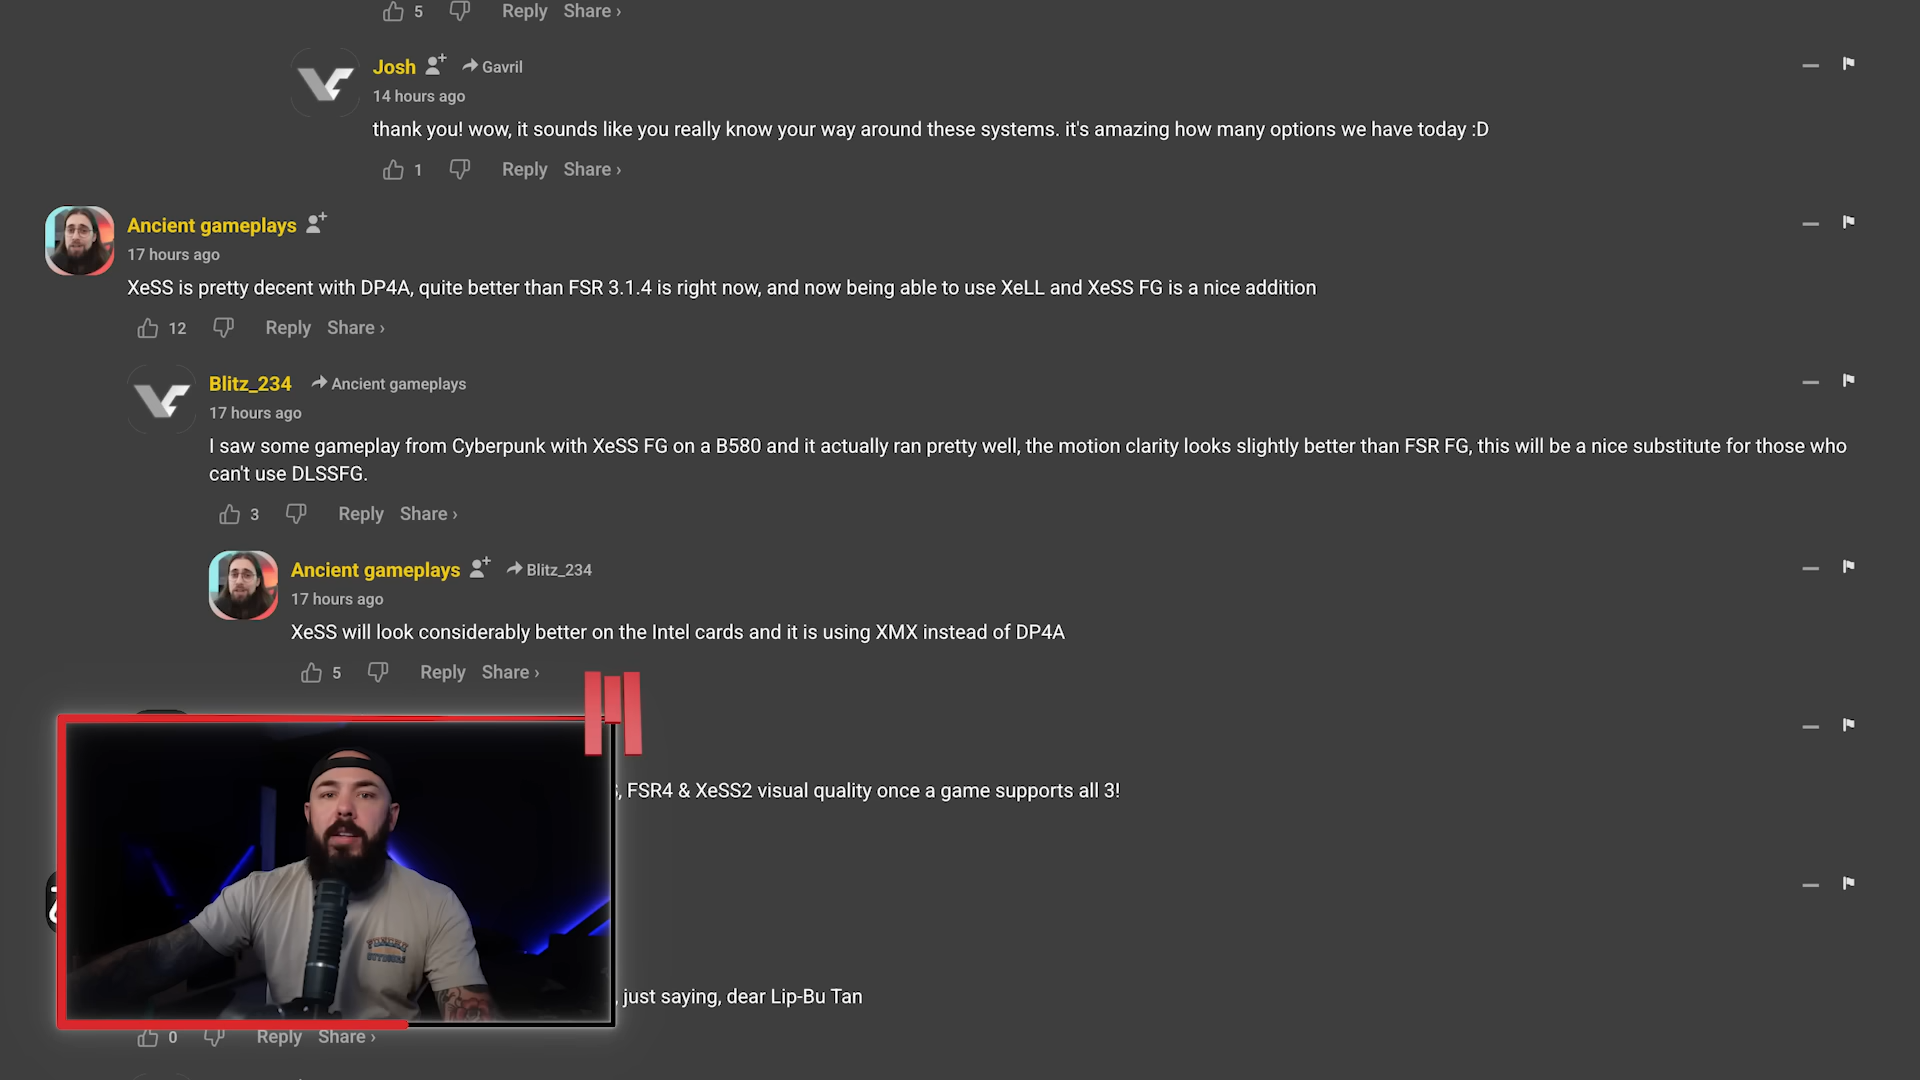 5 Reply Share ›
Josh Gavril
14 hours ago
thank you! wow, it sounds like you really know your way around these systems. it's amazing how many options we have today :D
1 Reply Share ›
Ancient gameplays
17 hours ago
XeSS is pretty decent with DP4A, quite better than FSR 3.1.4 is right now, and now being able to use XeLL and XeSS FG is a nice addition
12 Reply Share ›
Blitz_234 Ancient gameplays
17 hours ago
I saw some gameplay from Cyberpunk with XeSS FG on a B580 and it actually ran pretty well, the motion clarity looks slightly better than FSR FG, this will be a nice substitute for those who
can't use DLSSFG.
3 Reply Share ›
Ancient gameplays Blitz_234
17 hours ago
XeSS will look considerably better on the Intel cards and it is using XMX instead of DP4A
5 Reply Share ›
, FSR4 & XeSS2 visual quality once a game supports all 3!
, just saying, dear Lip-Bu Tan
0 Reply Share ›